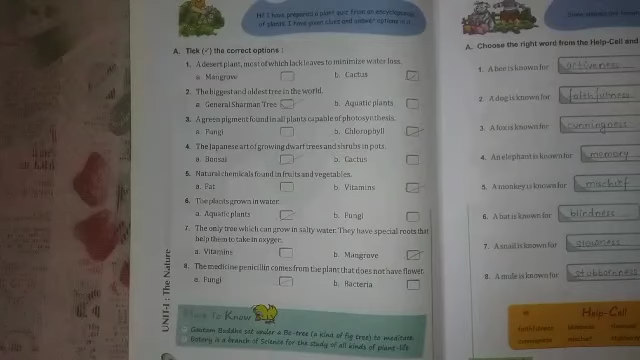 Hi! I have prepared a plant quiz from an encyclopaedia
of plants. I have given clues and answer options in it.
A. Tick (✓) the correct options :
1. A desert plant, most of which lack leaves to minimize water loss.
a. Mangrove b. Cactus
2. The biggest and oldest tree in the world.
a. General Sharman Tree b. Aquatic plants
3. A green pigment found in all plants capable of photosynthesis.
a. Fungi b. Chlorophyll
4. The Japanese art of growing dwarf trees and shrubs in pots.
a. Bonsai b. Cactus
5. Natural chemicals found in fruits and vegetables.
a. Fat b. Vitamins
6. The plants grown in water.
a. Aquatic plants b. Fungi
7. The only tree which can grow in salty water. They have special roots that
help them to take in oxygen.
a. Vitamins b. Mangrove
8. The medicine penicillin comes from the plant that does not have flower.
a. Fungi b. Bacteria
UNIT-I : The Nature
To Know
Gautam Buddha sat under a Bo-tree (a kind of fig tree) to meditate
Botany is a branch of Science for the study of all kinds of plant-life
A. Choose the right word from the Help-Cell and
1. A bee is known for activeness
2. A dog is known for faithfulness
3. A fox is known for cunningness
4. An elephant is known for memory
5. A monkey is known for mischief
6. A bat is known for blindness
7. A snail is known for slowness
8. A mule is known for stubbornness
Help-Cell